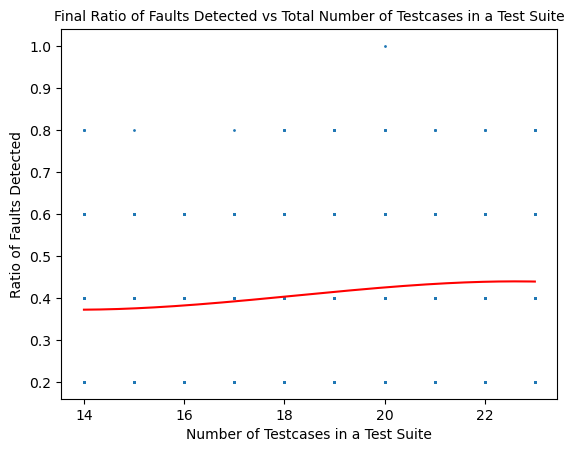 Final Ratio of Faults Detected vs Total Number of Testcases in a Test Suite
1.0
0.9
0.8
0.7
0.6
0.5
0.4
0.3
0.2
Ratio of Faults Detected
14 16 18 20 22
Number of Testcases in a Test Suite